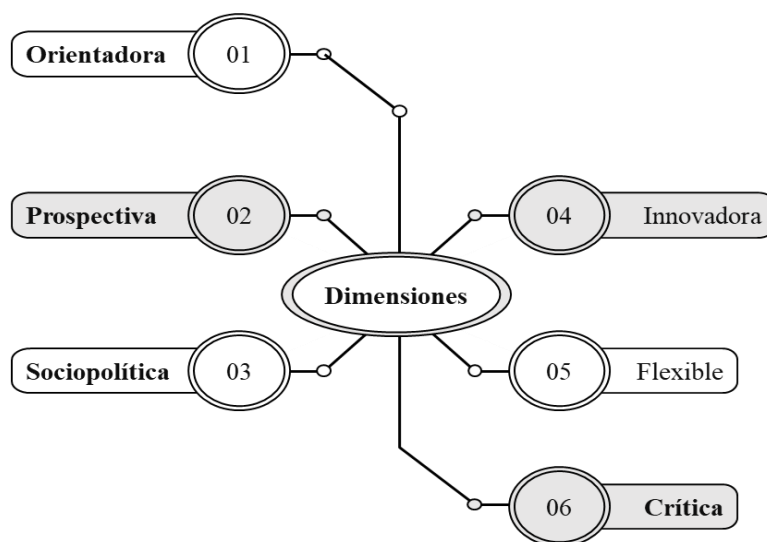 Orientadora 01
Prospectiva 02
04 Innovadora
Dimensiones
Sociopolítica 03
05 Flexible
06 Crítica